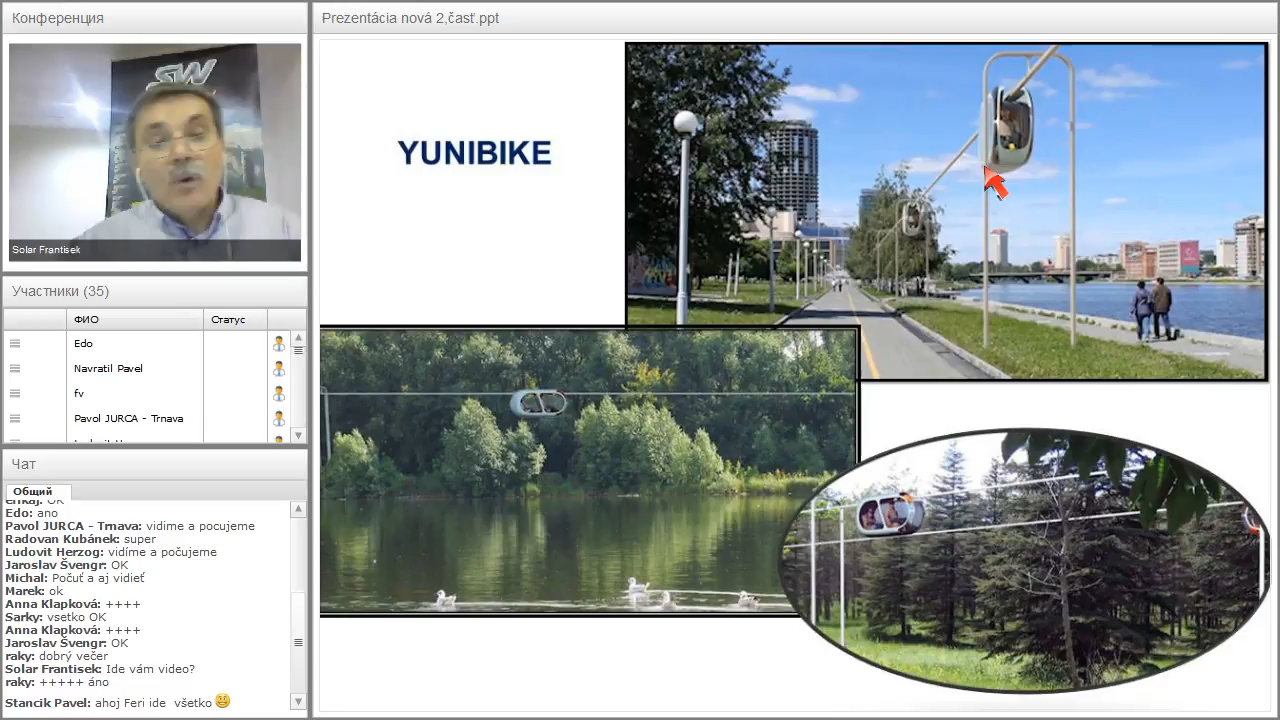 Конференция
SW
Solar Frantisek
Участники (35)
ФИО
Статус
Edo
Navratil Pavel
fv
Pavol JURCA - Trnava
Чат
Общий
Edo: ano
Pavol JURCA - Trnava: vidime a pocujeme
Radovan Kubánek: super
Ludovit Herzog: vidíme a počujeme
Jaroslav Švengr: OK
Michal: Počuť a aj vidieť
Marek: ok
Anna Klapková: ++++
Sarky: vsetko OK
Anna Klapková: ++++
Jaroslav Švengr: OK
raky: dobrý večer
Solar Frantisek: Ide vám video?
raky: +++++ áno
Stancik Pavel: ahoj Feri ide všetko
Prezentácia nová 2,časť.ppt
YUNIBIKE